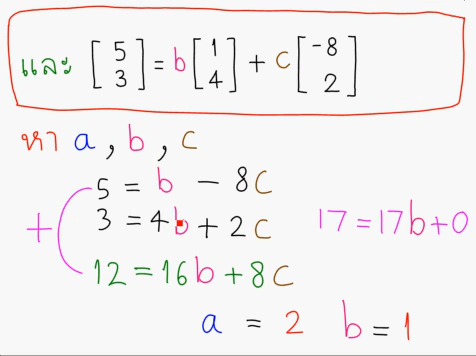 และ [5 3] = b[1 4] + c[-8 2]
หา a , b , c
5 = b - 8c
+ 3 = 4b + 2c 17 = 17b+0
12 = 16b + 8c
a = 2 b = 1